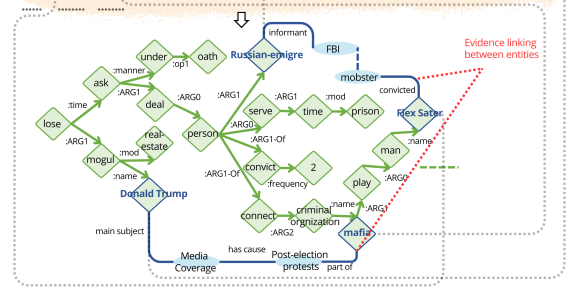 informant
FBI
Evidence linking
between entities
under
oath
Russian-emigre
:manner
:op1
mobster
ask
:ARG1
convicted
:time
deal
:ARG0
:ARG1
serve
:ARG1
time
:mod
prison
Flex Sater
lose
person
:ARG0
real-
estate
:ARG1
mogul
:mod
:ARG1-Of
:name
man
:name
:ARG1-Of
convict
2
:frequency
play
:ARG0
Donald Trump
connect
criminal
orgnization
:name
:ARG1
:ARG2
mafia
main subject
has cause
Media
Coverage
Post-election
protests
part of